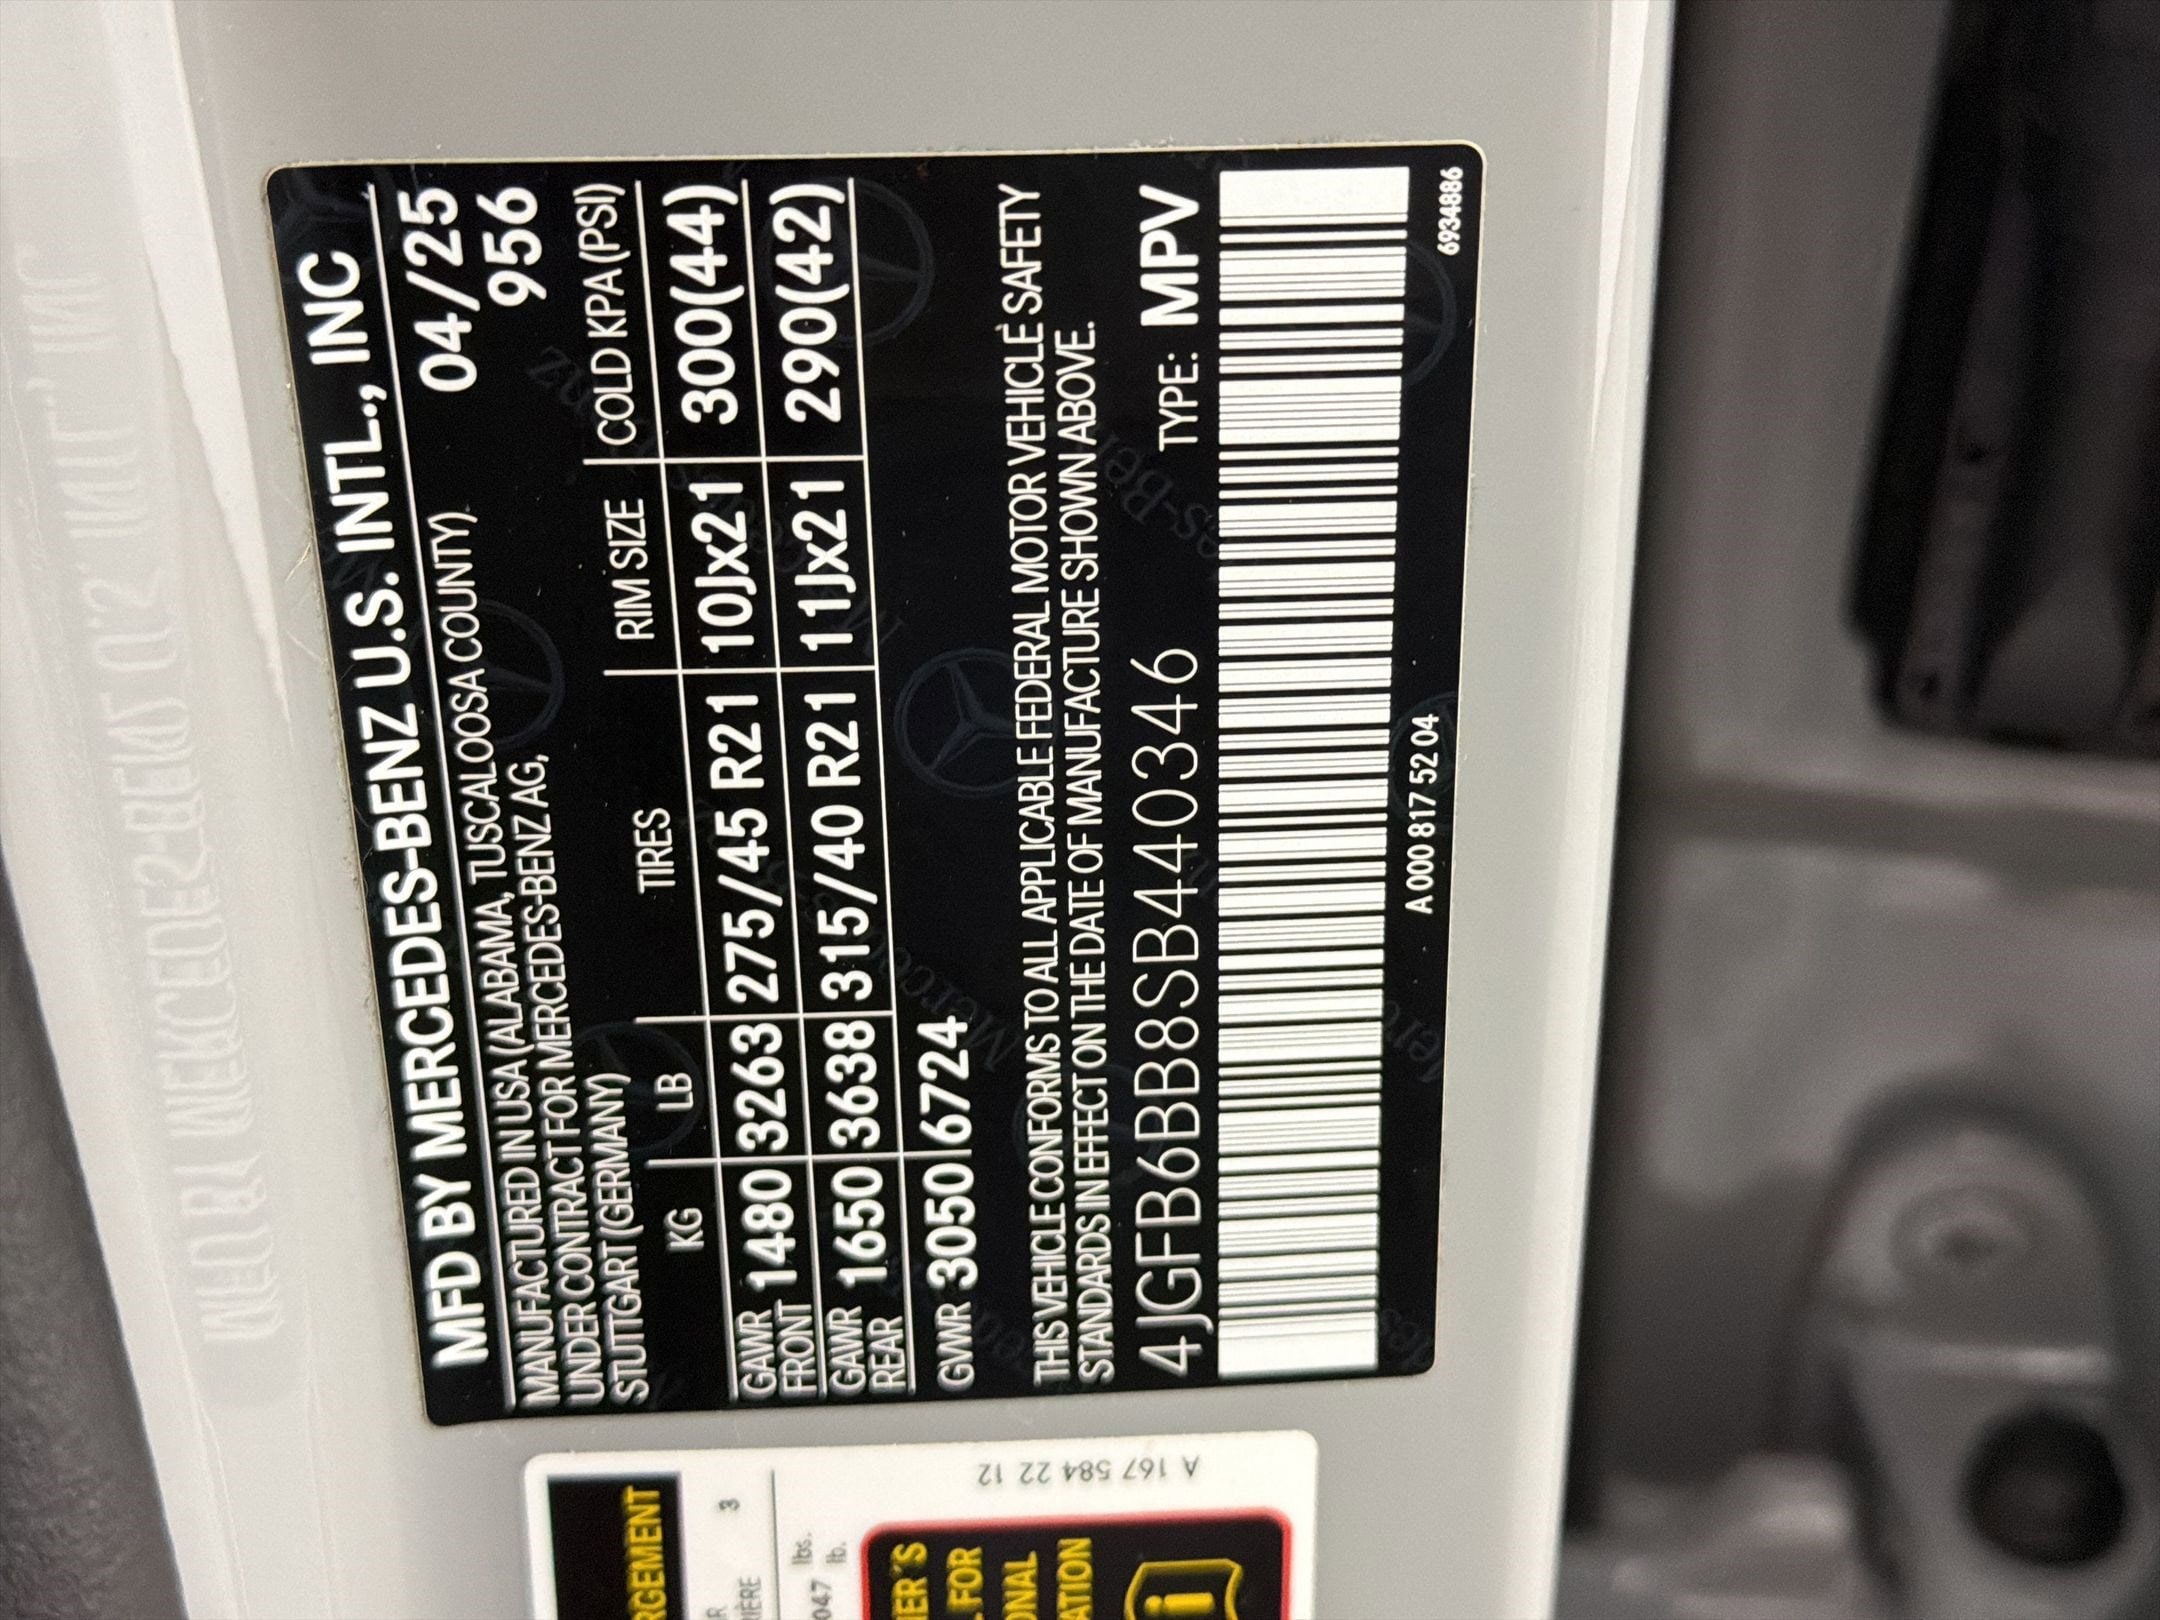 MFD BY MERCEDES-BENZ U.S. INTL., INC
MANUFACTURED IN USA (ALABAMA, TUSCALOOSA COUNTY) 04/25
UNDER CONTRACT FOR MERCEDES-BENZ AG, 956
STUTTGART (GERMANY)
KG LB TIRES RIM SIZE COLD KPA (PSI)
GAWR FRONT 1480 3263 275/45 R21 10Jx21 300(44)
GAWR REAR 1650 3638 315/40 R21 11Jx21 290(42)
GVWR 3050 6724
THIS VEHICLE CONFORMS TO ALL APPLICABLE FEDERAL MOTOR VEHICLE SAFETY
STANDARDS IN EFFECT ON THE DATE OF MANUFACTURE SHOWN ABOVE.
4JGFB6BB8SB440346 TYPE: MPV
A 000 817 52 04
6934886
3
lbs.
lb.
FOR
A 167 584 22 12